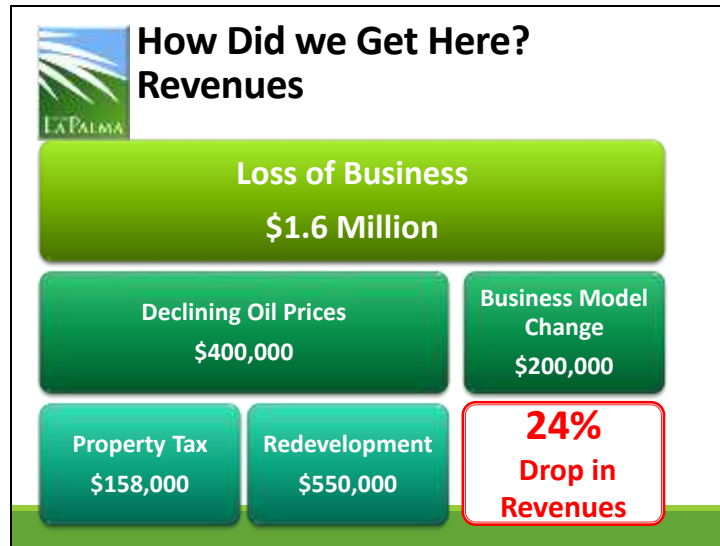 How Did we Get Here?
Revenues
LA PALMA
Loss of Business
$1.6 Million
Declining Oil Prices
$400,000
Business Model
Change
$200,000
Property Tax
$158,000
Redevelopment
$550,000
24%
Drop in
Revenues